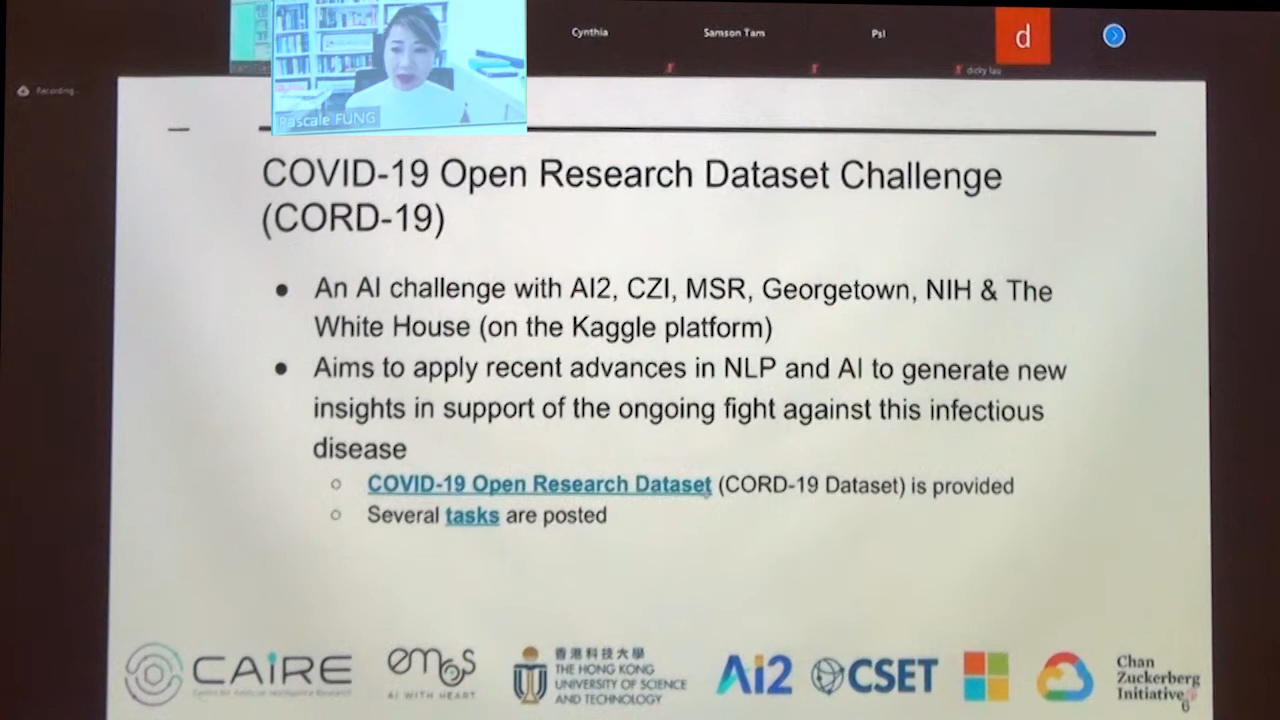 Cynthia
Samson Tam
Psl
d
dicky lau
Recording...
Pascale FUNG
COVID-19 Open Research Dataset Challenge
(CORD-19)
● An AI challenge with AI2, CZI, MSR, Georgetown, NIH & The
White House (on the Kaggle platform)
● Aims to apply recent advances in NLP and AI to generate new
insights in support of the ongoing fight against this infectious
disease
○ COVID-19 Open Research Dataset (CORD-19 Dataset) is provided
○ Several tasks are posted
CAiRE
Centre for Artificial Intelligence Research
emos
AI WITH HEART
香港科技大學
THE HONG KONG
UNIVERSITY OF SCIENCE
AND TECHNOLOGY
Ai2
CSET
Chan
Zuckerberg
Initiative
6